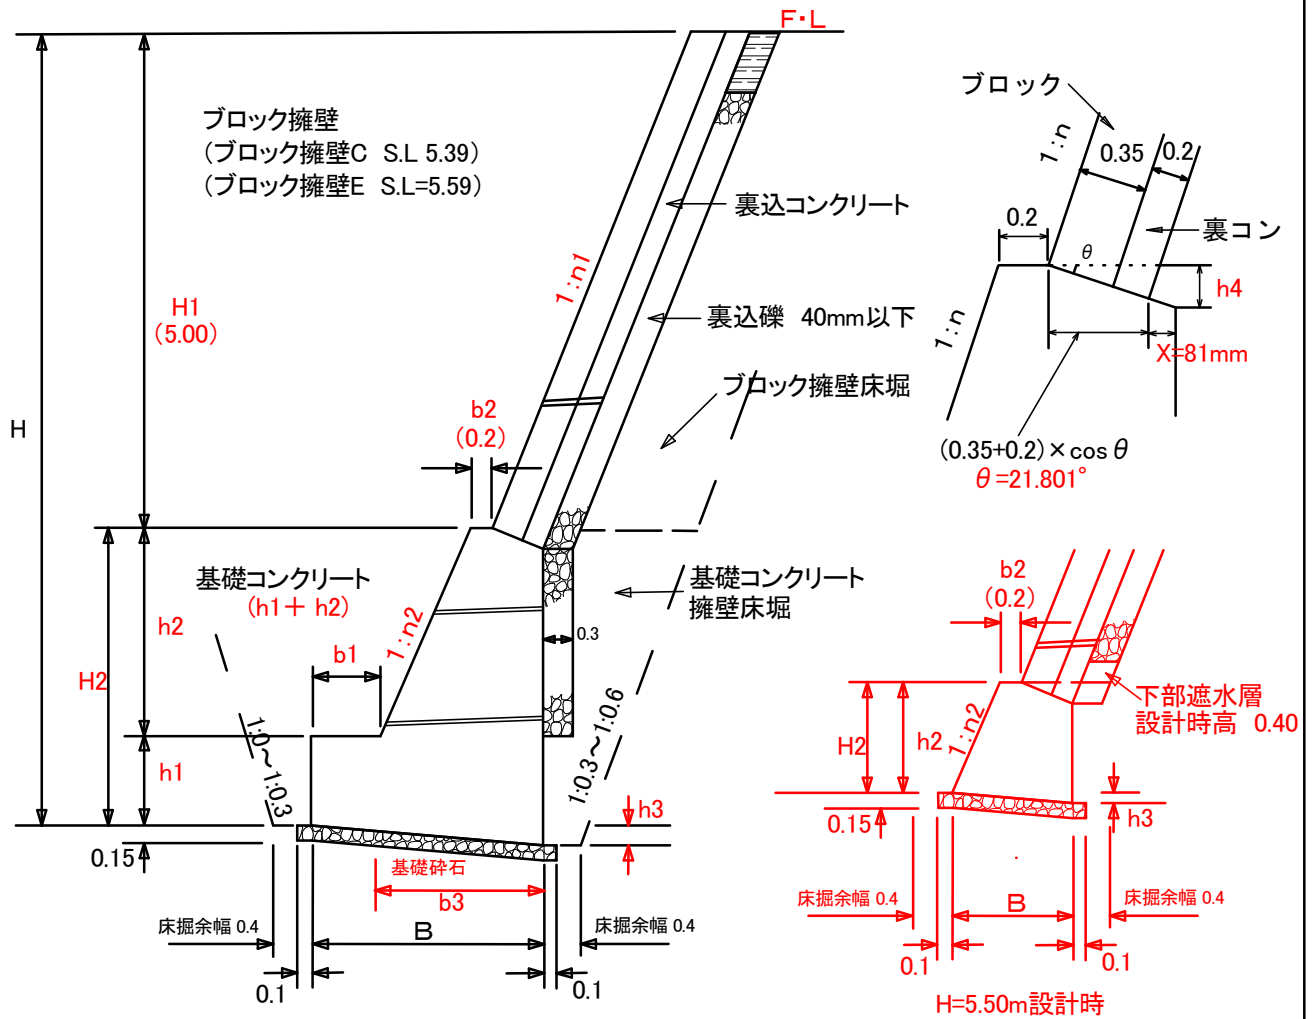 F・L
ブロック擁壁
(ブロック擁壁C S.L 5.39)
(ブロック擁壁E S.L=5.59)
裏込コンクリート
1:n1
H1
(5.00)
裏込礫 40mm以下
ブロック擁壁床堀
H
b2
(0.2)
基礎コンクリート
(h1+ h2)
基礎コンクリート
擁壁床堀
h2
1:n2
0.3
b1
H2
1:0~1:0.3
1:0.3~1:0.6
h1
h3
0.15
基礎砕石
b3
床掘余幅 0.4
B
床掘余幅 0.4
0.1
0.1
ブロック
1:n
0.35
0.2
0.2
裏コン
θ
h4
1:n
X=81mm
(0.35+0.2)×cosθ
θ=21.801°
b2
(0.2)
下部遮水層
設計時高 0.40
1:n2
H2
h2
0.15
h3
床掘余幅 0.4
B
床掘余幅 0.4
0.1
0.1
H=5.50m設計時